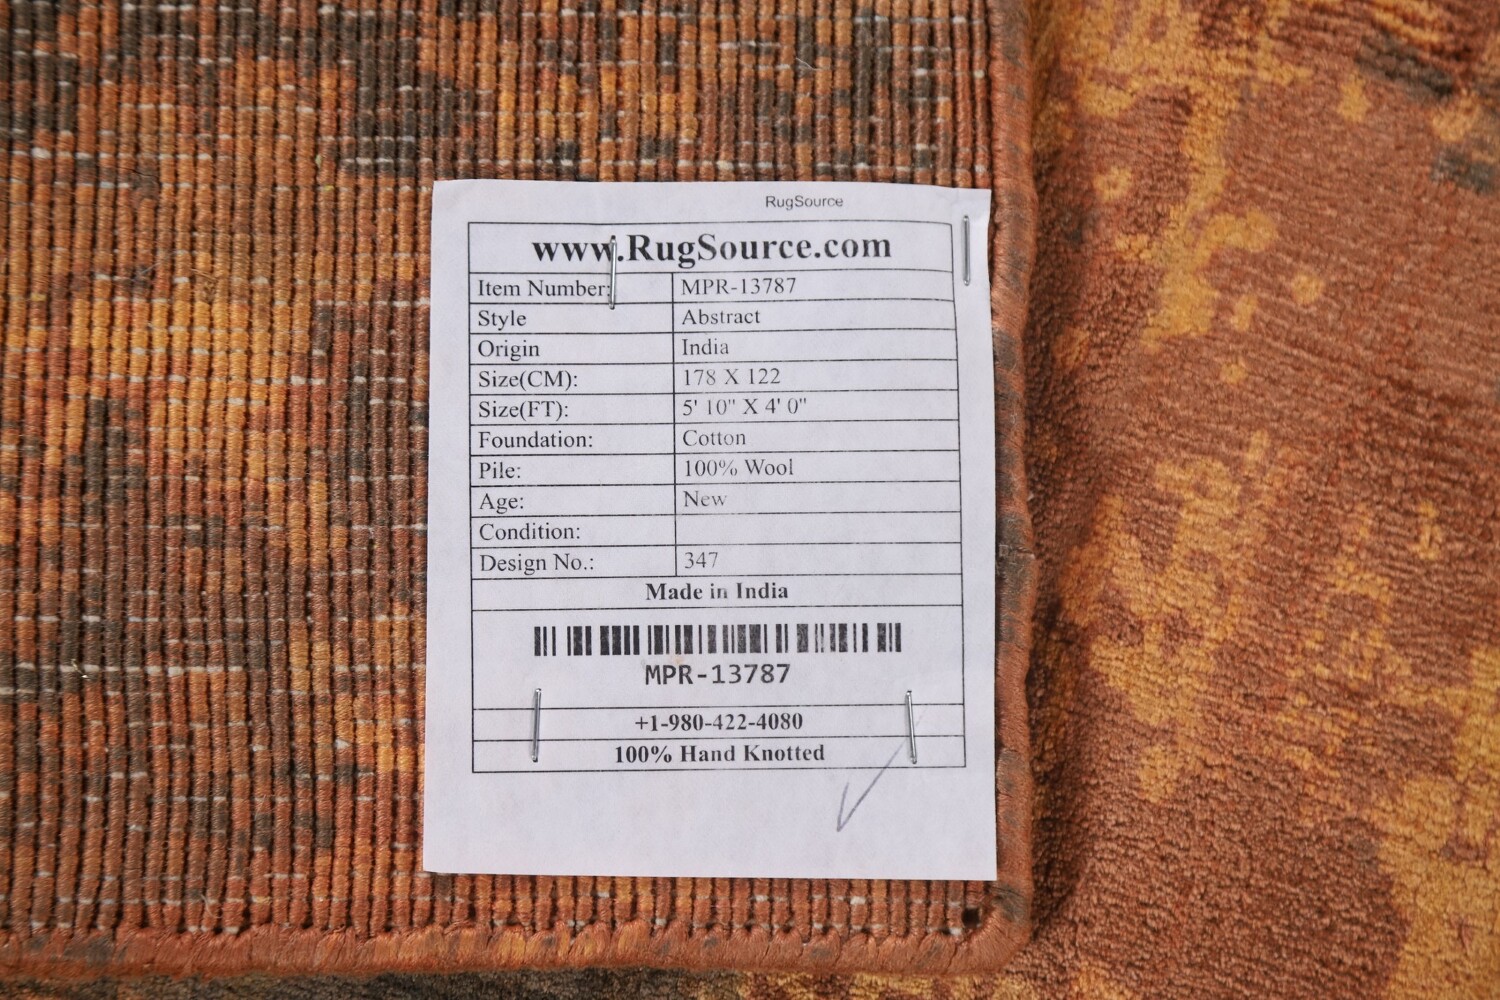 RugSource
www.RugSource.com
Item Number: MPR-13787
Style Abstract
Origin India
Size(CM): 178 X 122
Size(FT): 5' 10" X 4' 0"
Foundation: Cotton
Pile: 100% Wool
Age: New
Condition:
Design No.: 347
Made in India
MPR-13787
+1-980-422-4080
100% Hand Knotted